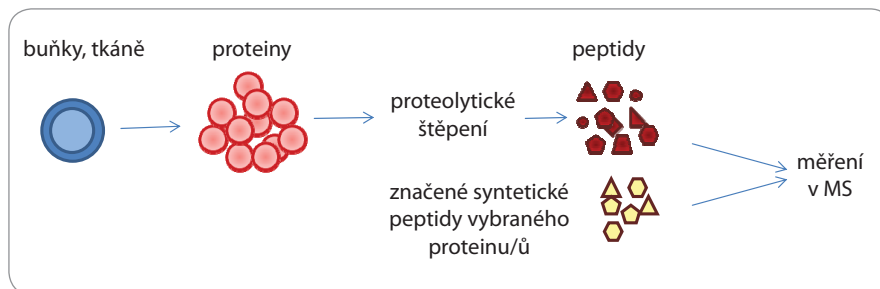 buňky, tkáně
proteiny
peptidy
proteolytické
štěpení
značené syntetické
peptidy vybraného
proteinu/ů
měření
v MS